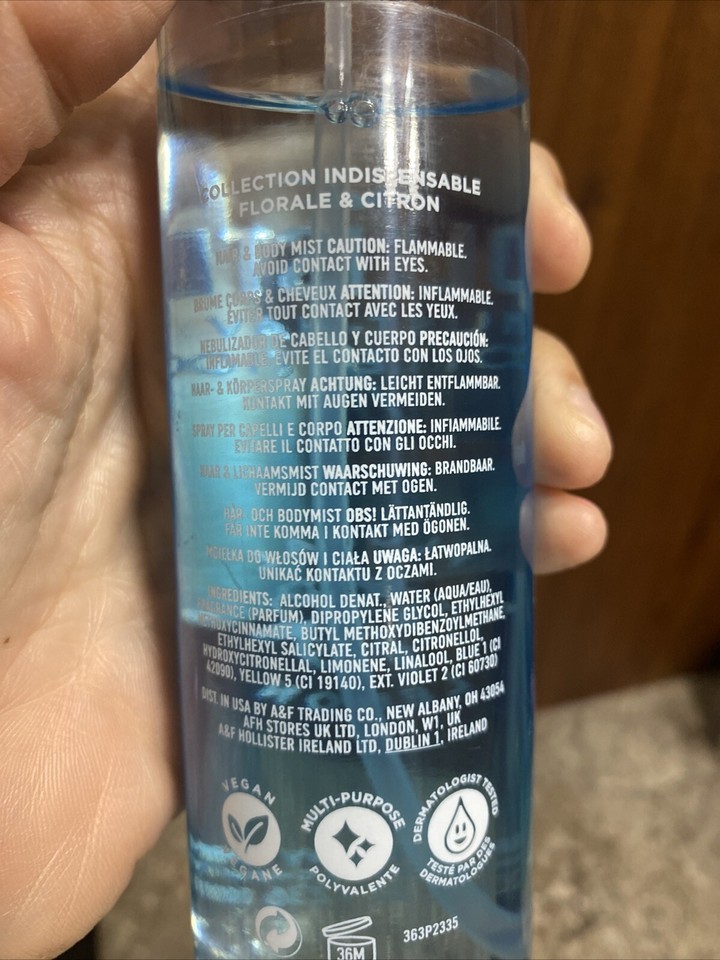 COLLECTION INDISPENSABLE
FLORALE & CITRON
HAIR & BODY MIST CAUTION: FLAMMABLE.
AVOID CONTACT WITH EYES.
BRUME CORPS & CHEVEUX ATTENTION: INFLAMMABLE.
ÉVITER TOUT CONTACT AVEC LES YEUX.
NEBULIZADOR DE CABELLO Y CUERPO PRECAUCIÓN:
INFLAMABLE. EVITE EL CONTACTO CON LOS OJOS.
HAAR- & KÖRPERSPRAY ACHTUNG: LEICHT ENTFLAMMBAR.
KONTAKT MIT AUGEN VERMEIDEN.
SPRAY PER CAPELLI E CORPO ATTENZIONE: INFIAMMABILE.
EVITARE IL CONTATTO CON GLI OCCHI.
HAAR & LICHAAMSMIST WAARSCHUWING: BRANDBAAR.
VERMIJD CONTACT MET OGEN.
HÅR- OCH BODYMIST OBS! LÄTTANTÄNDLIG.
FÅR INTE KOMMA I KONTAKT MED ÖGONEN.
MGIEŁKA DO WŁOSÓW I CIAŁA UWAGA: ŁATWOPALNA.
UNIKAĆ KONTAKTU Z OCZAMI.
INGREDIENTS: ALCOHOL DENAT., WATER (AQUA/EAU),
FRAGRANCE (PARFUM), DIPROPYLENE GLYCOL, ETHYLHEXYL
METHOXYCINNAMATE, BUTYL METHOXYDIBENZOYLMETHANE,
ETHYLHEXYL SALICYLATE, CITRAL, CITRONELLOL,
HYDROXYCITRONELLAL, LIMONENE, LINALOOL, BLUE 1 (CI
42090), YELLOW 5 (CI 19140), EXT. VIOLET 2 (CI 60730)
DIST. IN USA BY A&F TRADING CO., NEW ALBANY, OH 43054
AFH STORES UK LTD, LONDON, W1, UK
A&F HOLLISTER IRELAND LTD, DUBLIN 1, IRELAND
VEGAN
VEGANE
MULTI-PURPOSE
POLYVALENTE
DERMATOLOGIST TESTED
TESTÉ PAR DES
DERMATOLOGUES
36M
363P2335